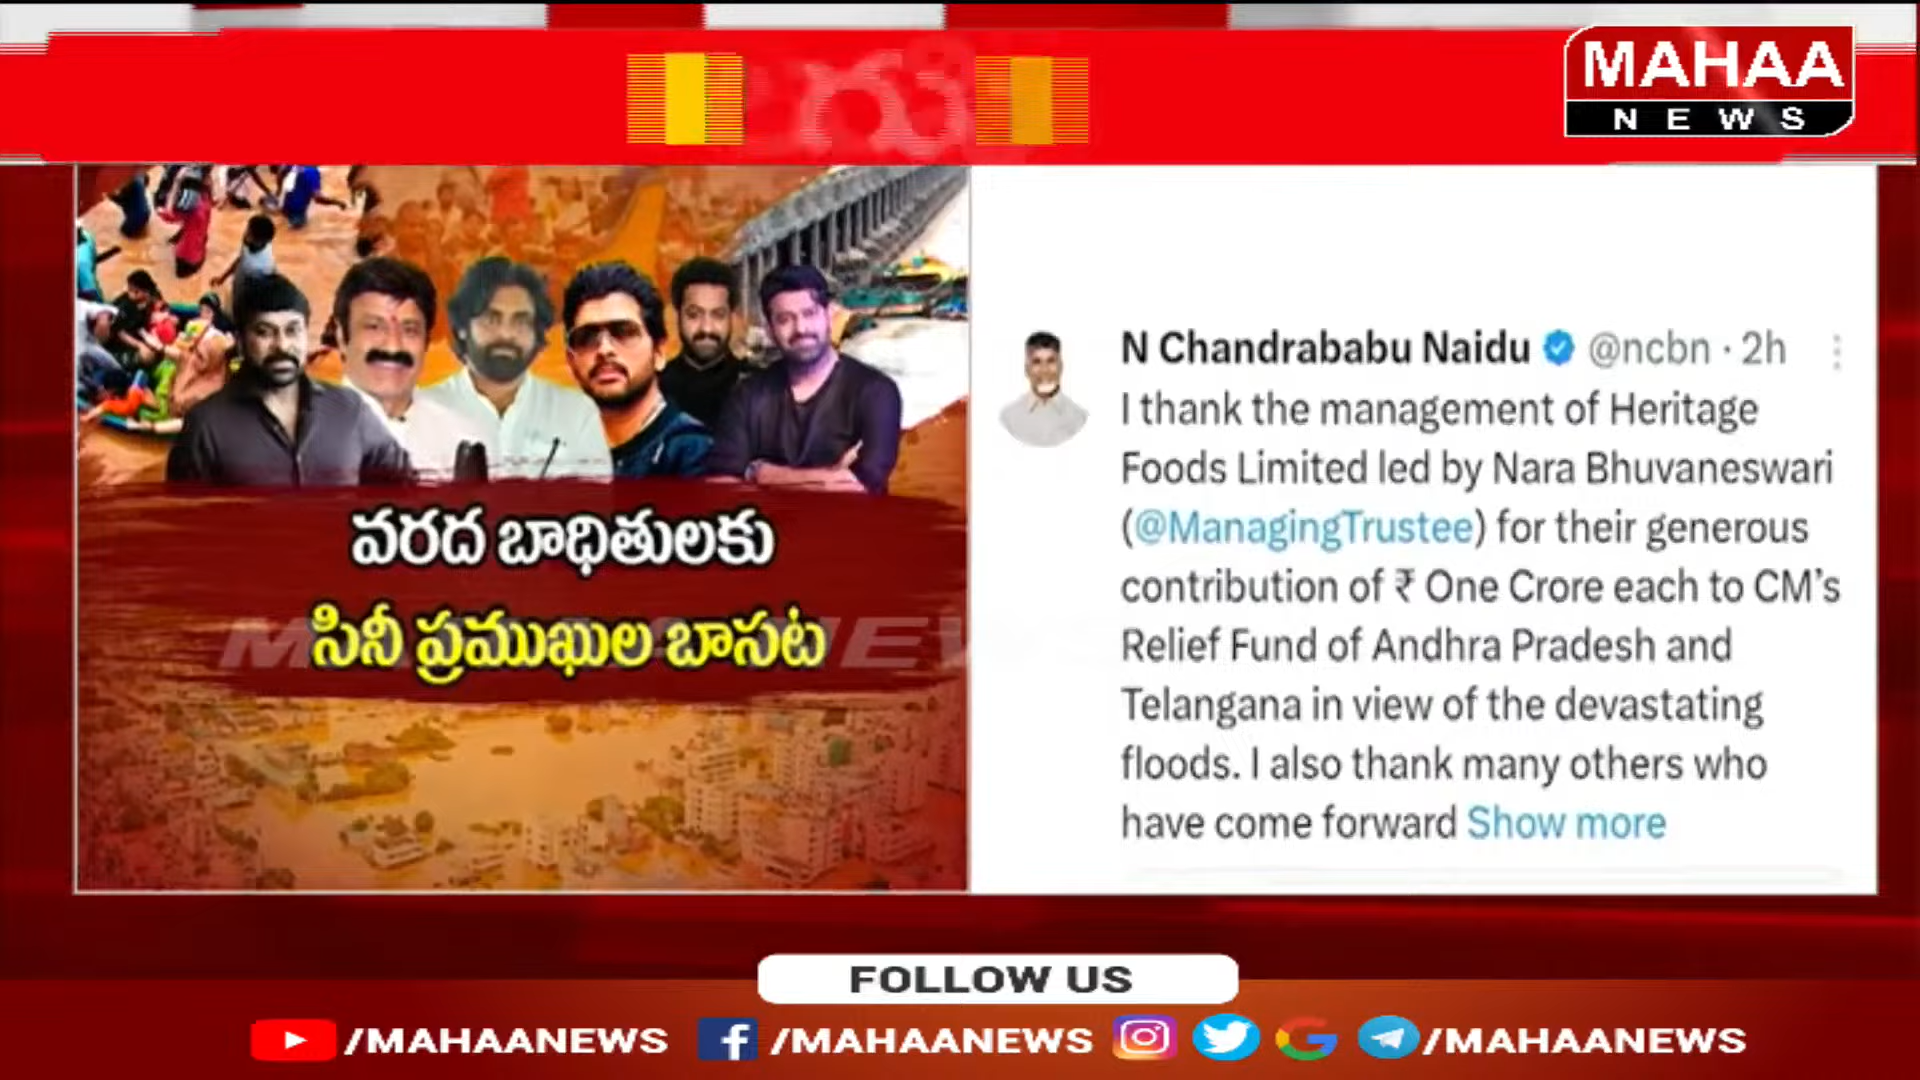 MAHAA
NEWS
వరద బాధితులకు
సినీ ప్రముఖుల బాసట
N Chandrababu Naidu @ncbn · 2h
I thank the management of Heritage
Foods Limited led by Nara Bhuvaneswari
(@ManagingTrustee) for their generous
contribution of ₹ One Crore each to CM's
Relief Fund of Andhra Pradesh and
Telangana in view of the devastating
floods. I also thank many others who
have come forward Show more
FOLLOW US
/MAHAANEWS /MAHAANEWS /MAHAANEWS